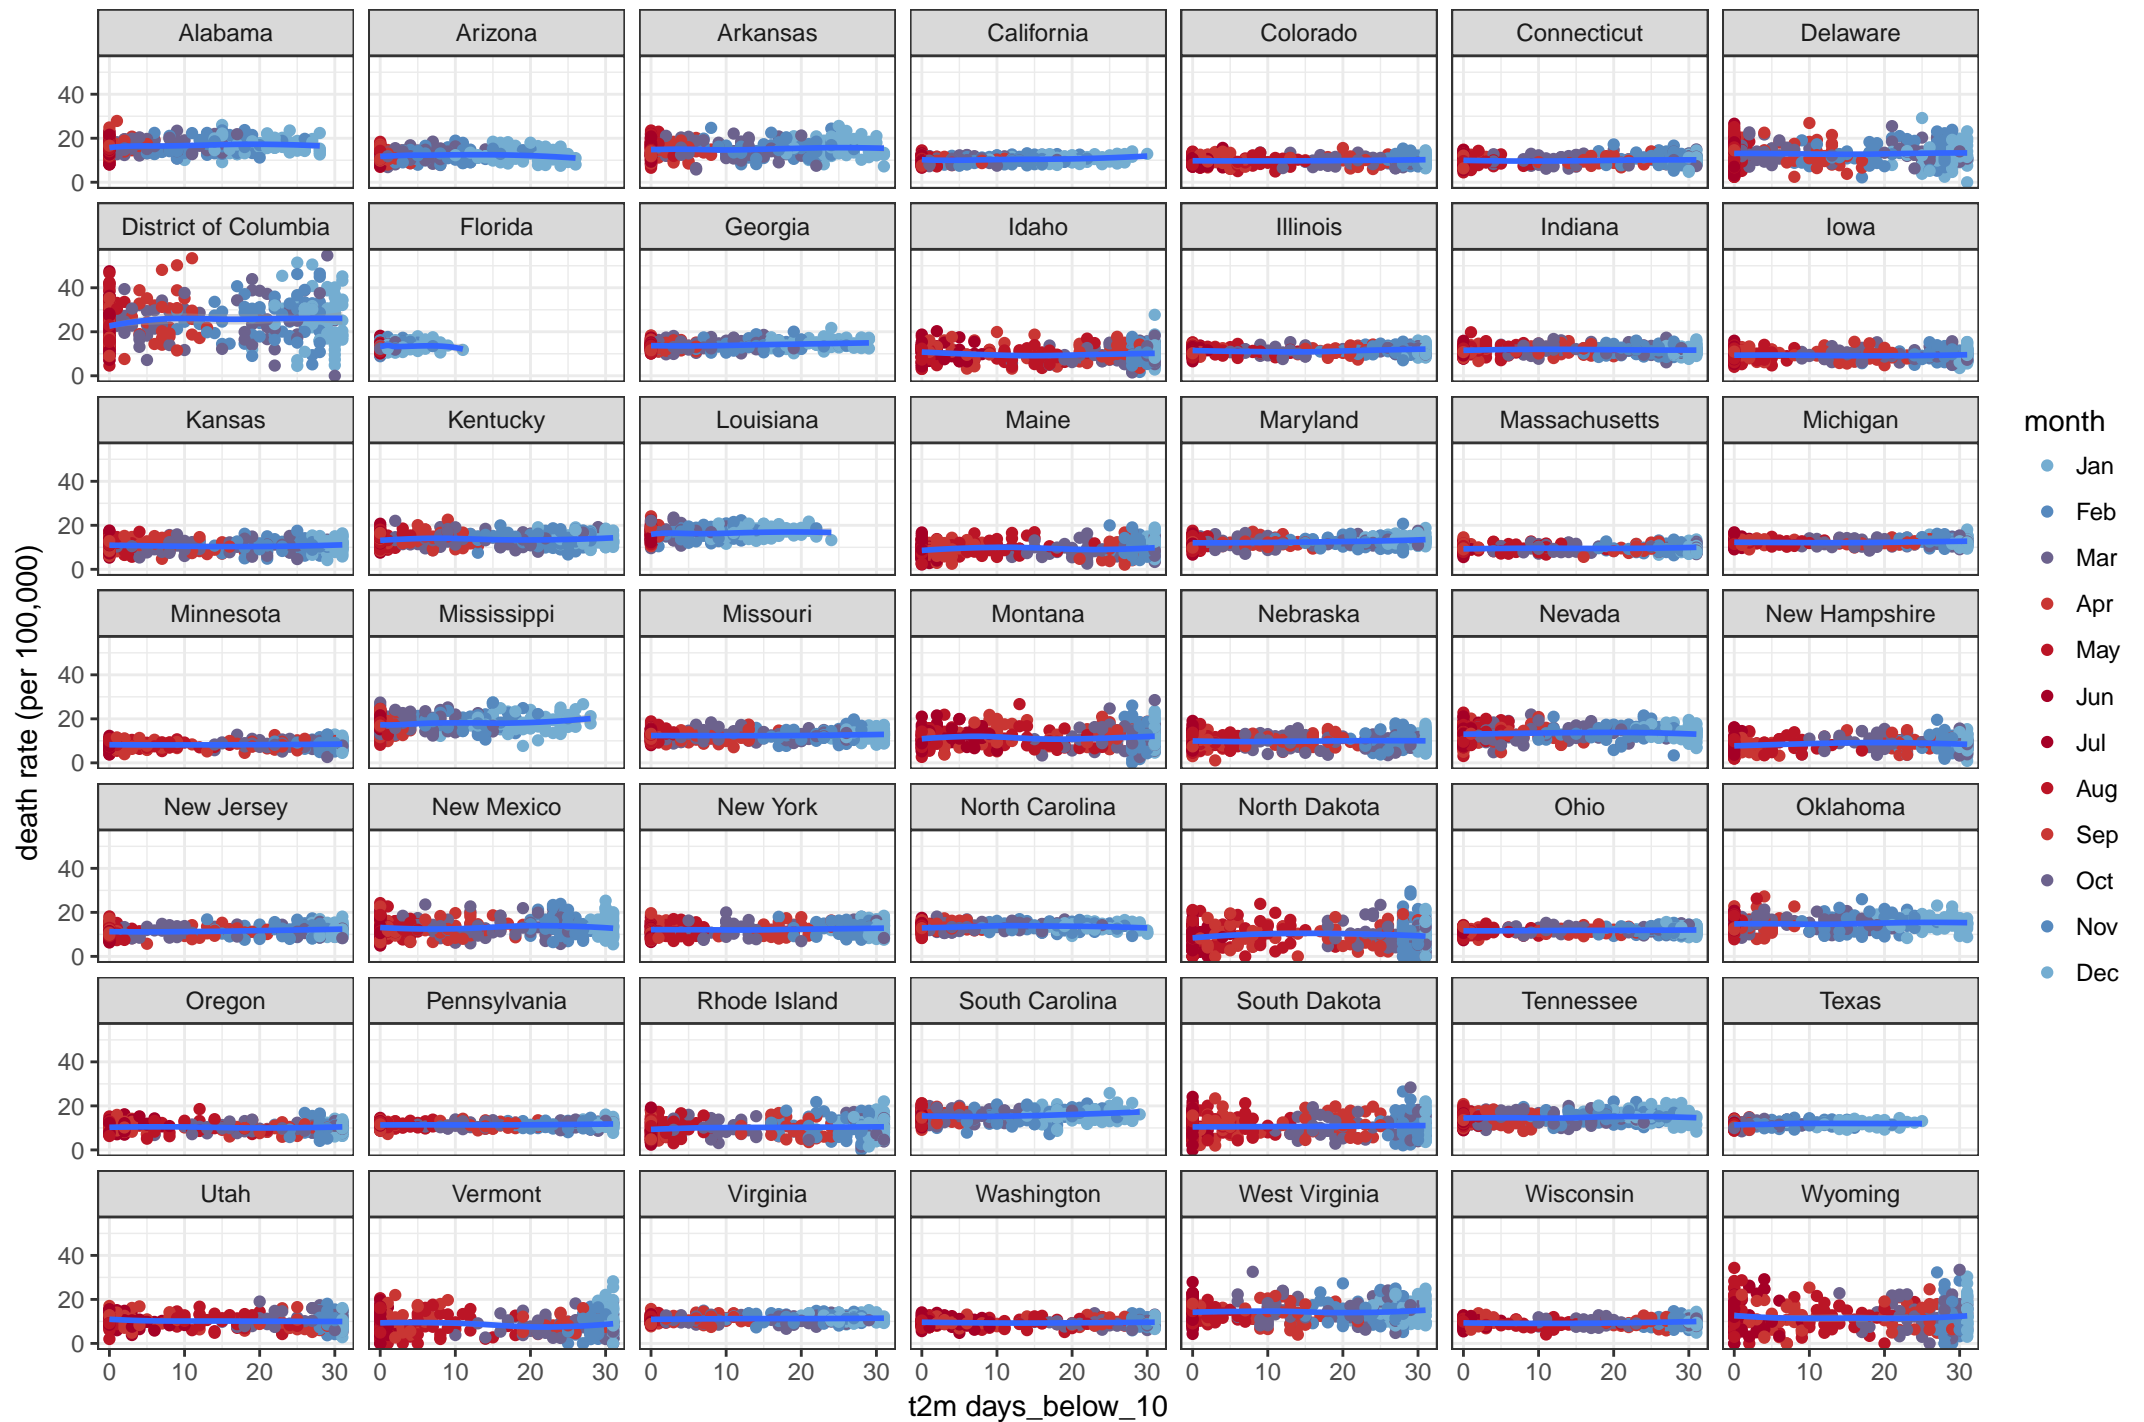 Alabama Arizona Arkansas California Colorado Connecticut Delaware
40
20
0
District of Columbia Florida Georgia Idaho Illinois Indiana Iowa
40
20
0
Kansas Kentucky Louisiana Maine Maryland Massachusetts Michigan
40
20
0
Minnesota Mississippi Missouri Montana Nebraska Nevada New Hampshire
40
20
0
New Jersey New Mexico New York North Carolina North Dakota Ohio Oklahoma
40
20
0
Oregon Pennsylvania Rhode Island South Carolina South Dakota Tennessee Texas
40
20
0
Utah Vermont Virginia Washington West Virginia Wisconsin Wyoming
40
20
0
0 10 20 30 0 10 20 30 0 10 20 30 0 10 20 30 0 10 20 30 0 10 20 30 0 10 20 30
t2m days_below_10
death rate (per 100,000)
month
Jan
Feb
Mar
Apr
May
Jun
Jul
Aug
Sep
Oct
Nov
Dec